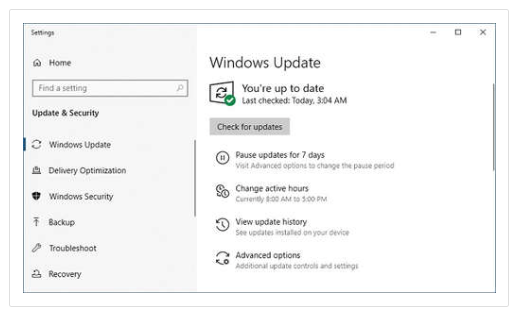 Settings
Home
Find a setting
Update & Security
Windows Update
Delivery Optimization
Windows Security
Backup
Troubleshoot
Recovery
Windows Update
You're up to date
Last checked: Today, 3:04 AM
Check for updates
Pause updates for 7 days
Visit Advanced options to change the pause period
Change active hours
Currently 8:00 AM to 5:00 PM
View update history
See updates installed on your device
Advanced options
Additional update controls and settings